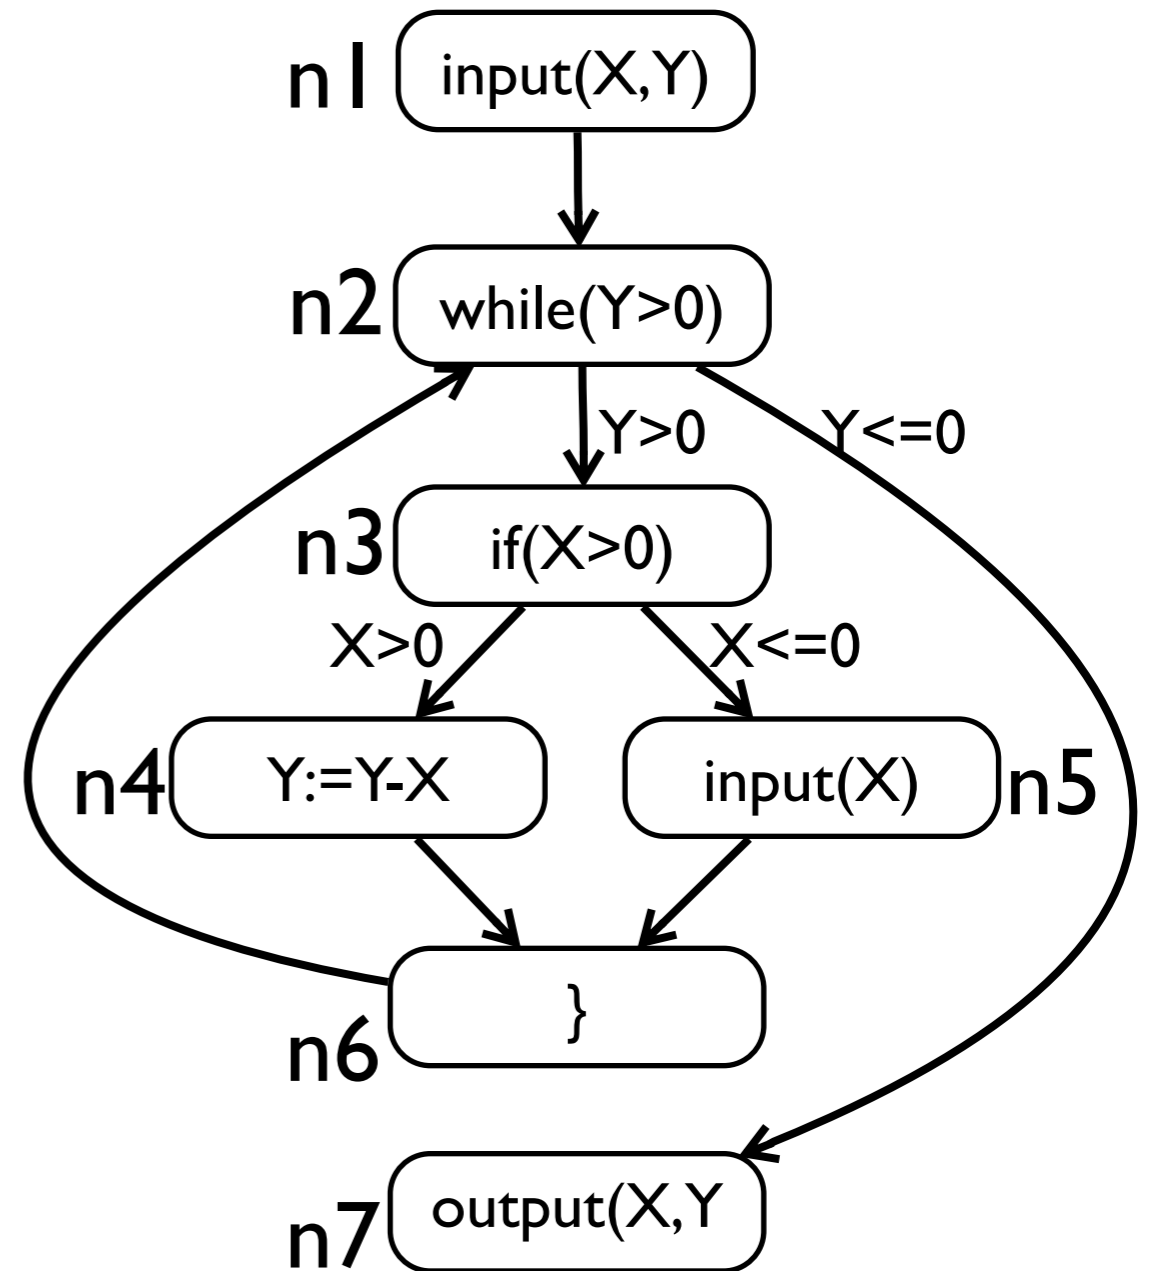 n1 input(X,Y)
n2 while(Y>0)
Y>0 Y<=0
n3 if(X>0)
X>0 X<=0
n4 Y:=Y-X input(X) n5
}
n6
output(X,Y
n7